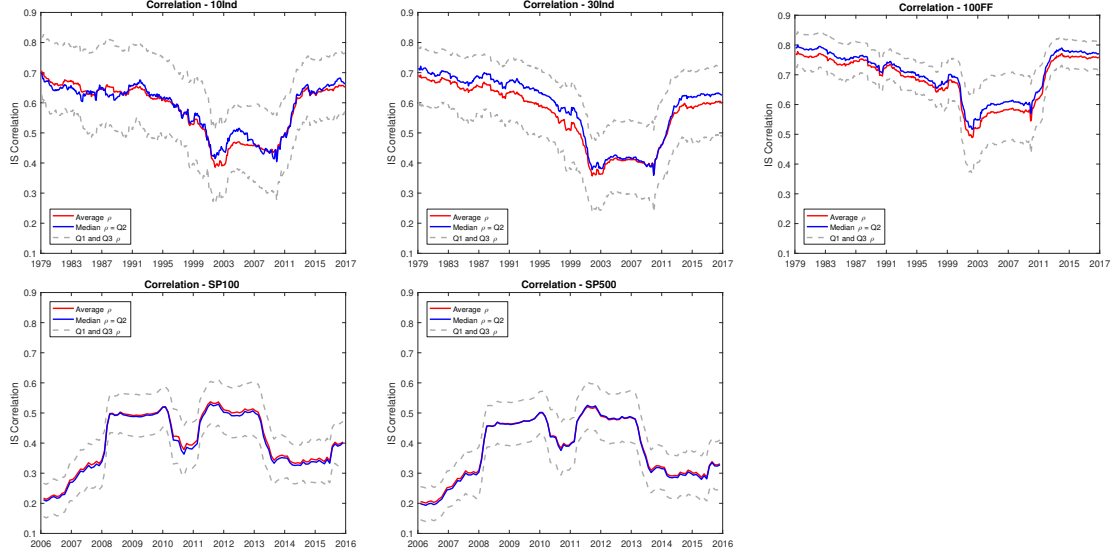 Correlation - 10Ind
IS Correlation
0.9
0.8
0.7
0.6
0.5
0.4
0.3
0.2
0.1
Average ρ
Median ρ = Q2
Q1 and Q3 ρ
1979 1983 1987 1991 1995 1999 2003 2007 2011 2015 2017
Correlation - 30Ind
IS Correlation
0.9
0.8
0.7
0.6
0.5
0.4
0.3
0.2
0.1
Average ρ
Median ρ = Q2
Q1 and Q3 ρ
1979 1983 1987 1991 1995 1999 2003 2007 2011 2015 2017
Correlation - 100FF
IS Correlation
0.9
0.8
0.7
0.6
0.5
0.4
0.3
0.2
0.1
Average ρ
Median ρ = Q2
Q1 and Q3 ρ
1979 1983 1987 1991 1995 1999 2003 2007 2011 2015 2017
Correlation - SP100
IS Correlation
0.9
0.8
0.7
0.6
0.5
0.4
0.3
0.2
0.1
Average ρ
Median ρ = Q2
Q1 and Q3 ρ
2006 2007 2008 2009 2010 2011 2012 2013 2014 2015 2016
Correlation - SP500
IS Correlation
0.9
0.8
0.7
0.6
0.5
0.4
0.3
0.2
0.1
Average ρ
Median ρ = Q2
Q1 and Q3 ρ
2006 2007 2008 2009 2010 2011 2012 2013 2014 2015 2016